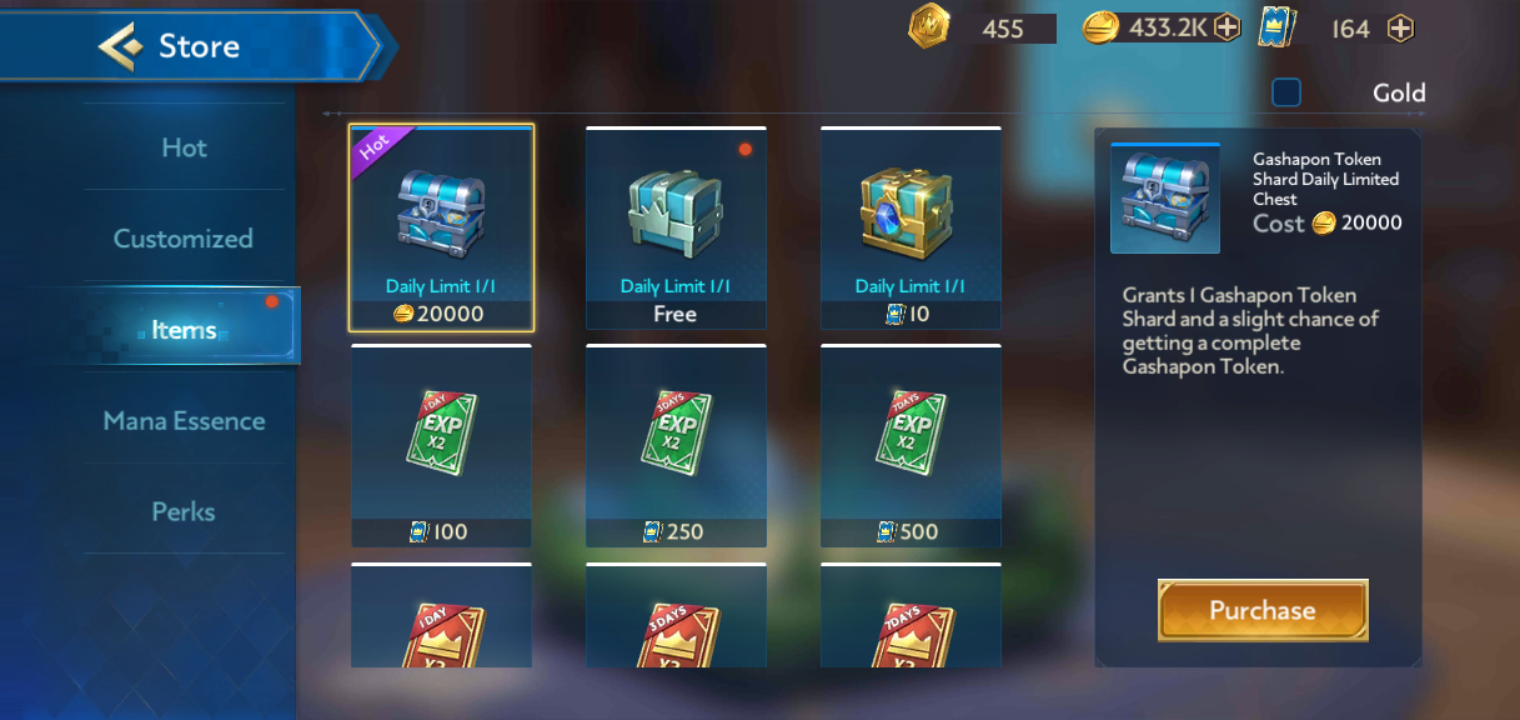 Store
455
433.2K
164
Gold
Hot
Customized
Items
Mana Essence
Perks
Hot
Daily Limit 1/1
20000
Daily Limit 1/1
Free
Daily Limit 1/1
10
1 DAY
EXP
X2
100
3 DAYS
EXP
X2
250
7 DAYS
EXP
X2
500
1 DAY
X2
3 DAYS
X2
7 DAYS
X2
Gashapon Token
Shard Daily Limited
Chest
Cost 20000
Grants 1 Gashapon Token
Shard and a slight chance of
getting a complete
Gashapon Token.
Purchase